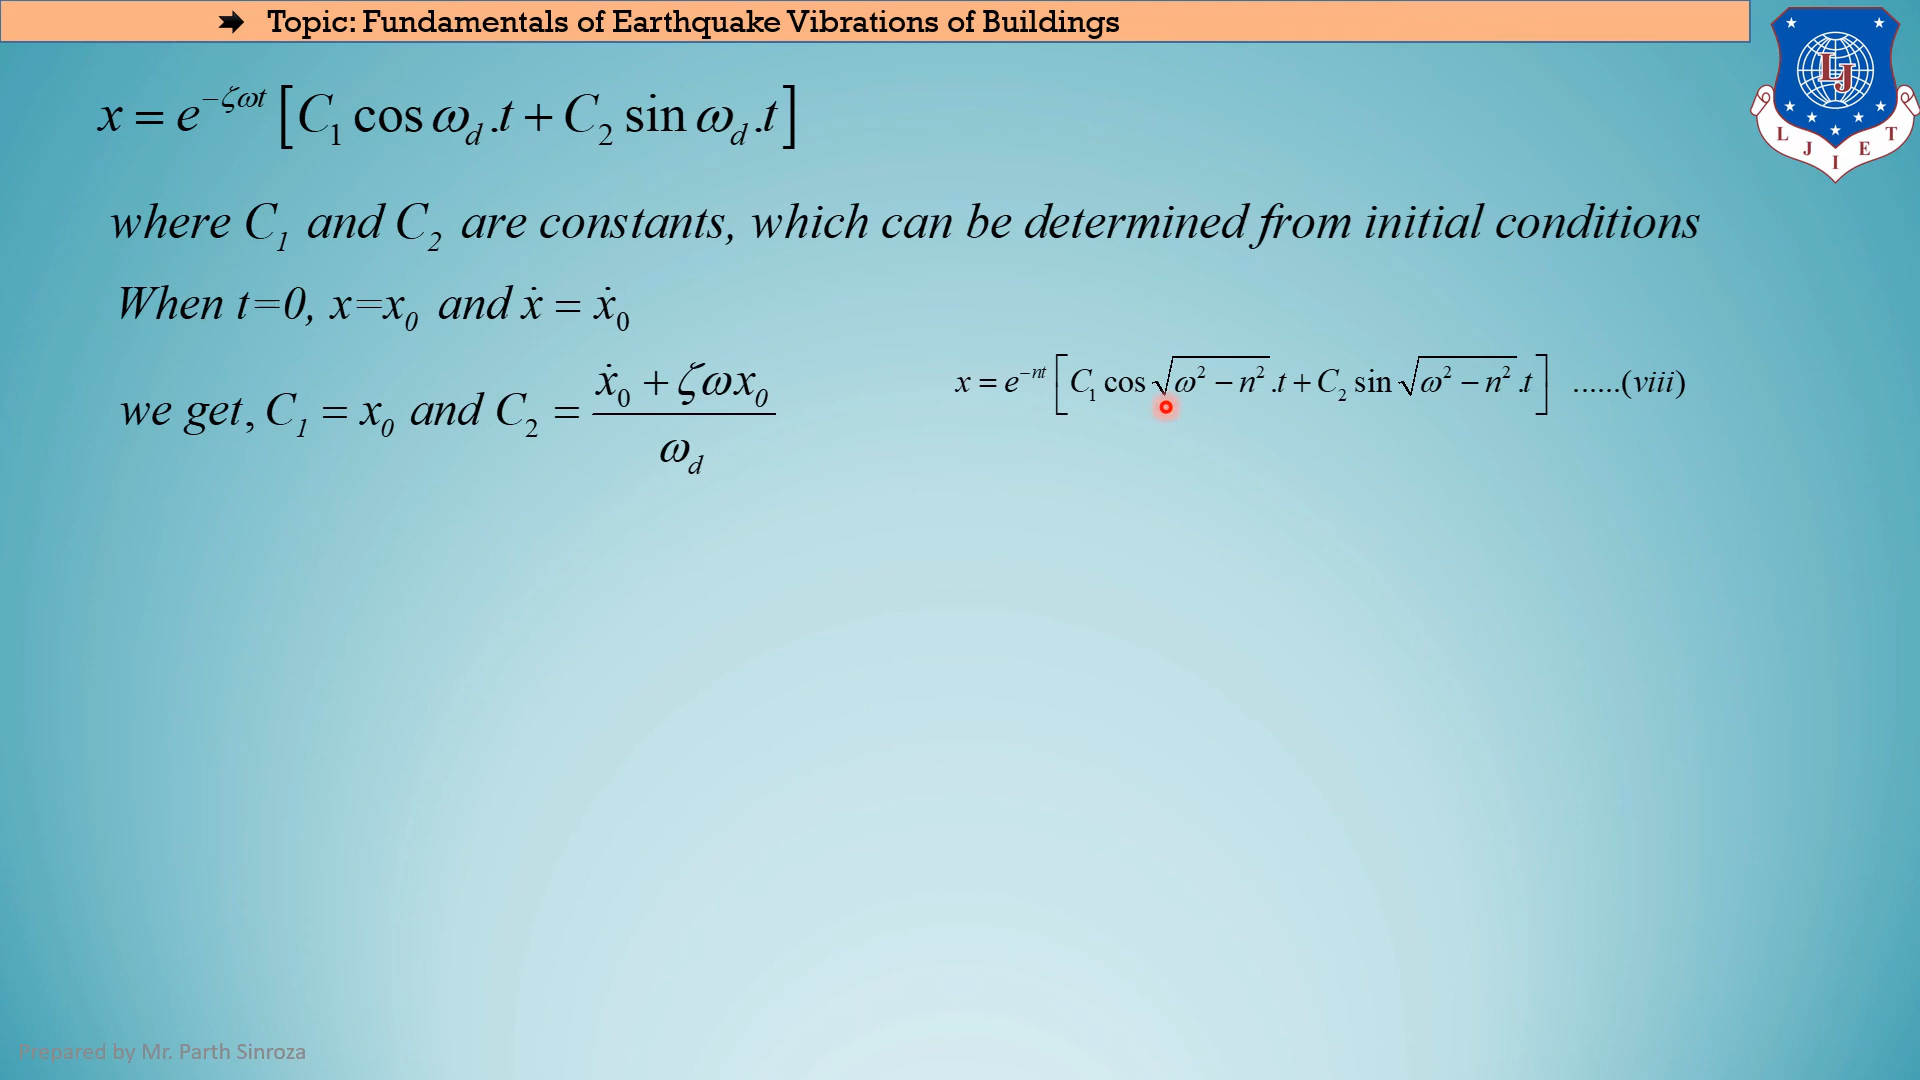 ➡ Topic: Fundamentals of Earthquake Vibrations of Buildings
L J I E T
LJ
x = e^{-ζωt} [C₁ cos ω_d.t + C₂ sin ω_d.t]
where C₁ and C₂ are constants, which can be determined from initial conditions
When t=0, x=x₀ and ẋ = ẋ₀
we get, C₁ = x₀ and C₂ = (ẋ₀ + ζωx₀)/ω_d
x = e^{-nt} [C₁ cos √(ω² − n²).t + C₂ sin √(ω² − n²).t] ......(viii)
Prepared by Mr. Parth Sinroza